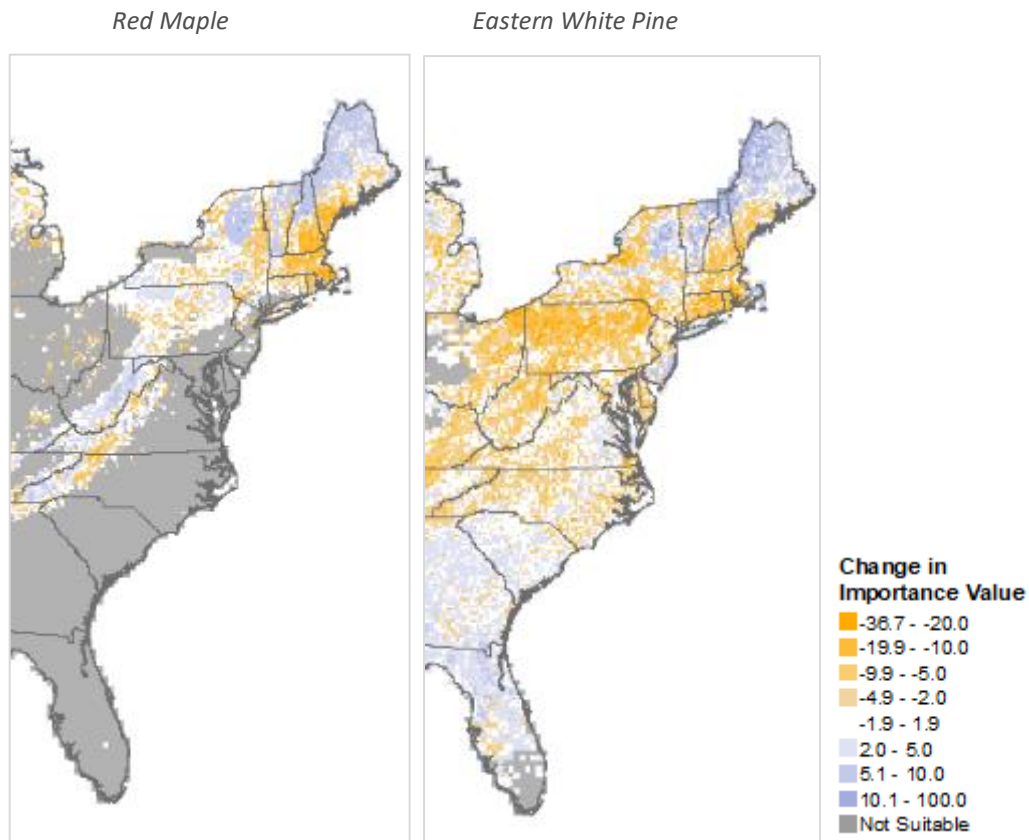 Red Maple
Eastern White Pine
Change in
Importance Value
-36.7 - -20.0
-19.9 - -10.0
-9.9 - -5.0
-4.9 - -2.0
-1.9 - 1.9
2.0 - 5.0
5.1 - 10.0
10.1 - 100.0
Not Suitable